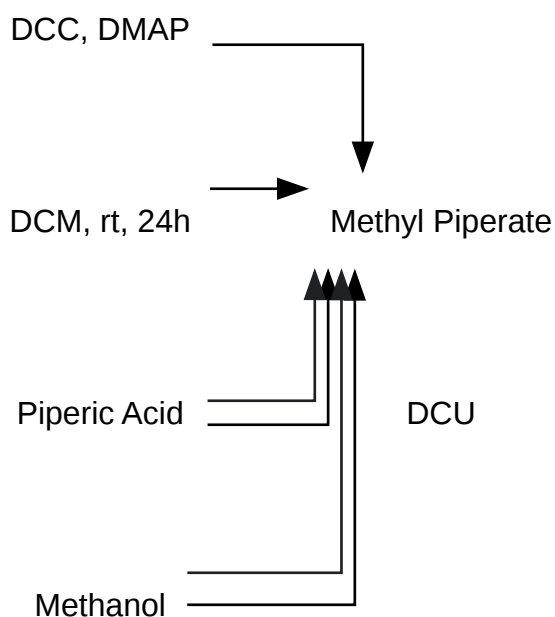 DCC, DMAP
DCM, rt, 24h
Methyl Piperate
Piperic Acid
DCU
Methanol